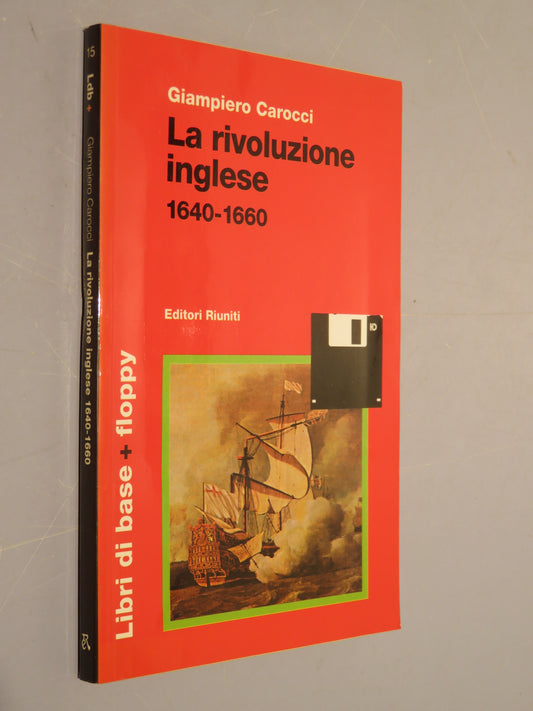 Giampiero Carocci
La rivoluzione
inglese
1640-1660
Editori Riuniti
HD
Libri di base + floppy
15
Ldb +
Giampiero Carocci La rivoluzione inglese 1640-1660